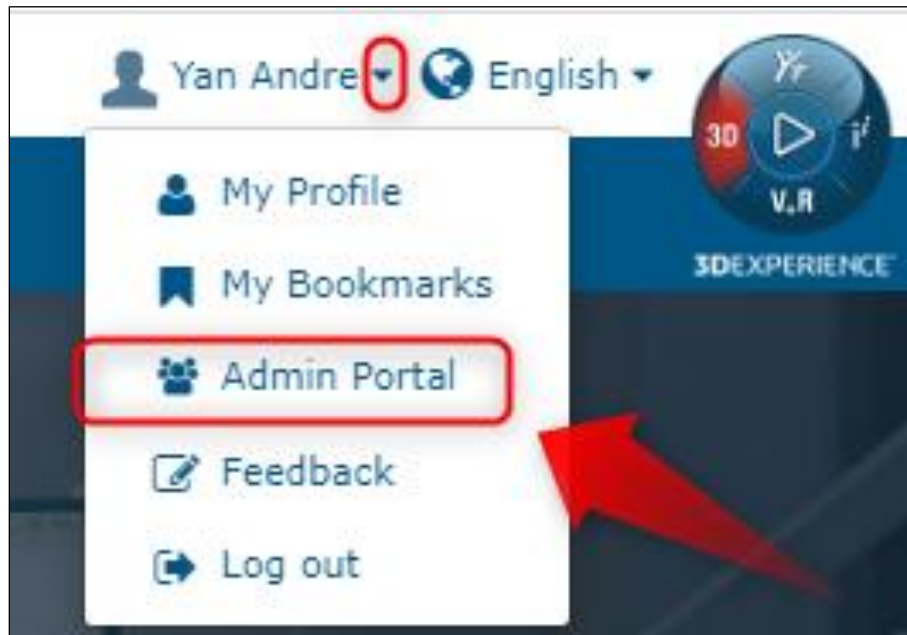 Yan Andre English
3D
V.R
3DEXPERIENCE
My Profile
My Bookmarks
Admin Portal
Feedback
Log out